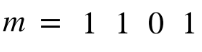 m = 1 1 0 1